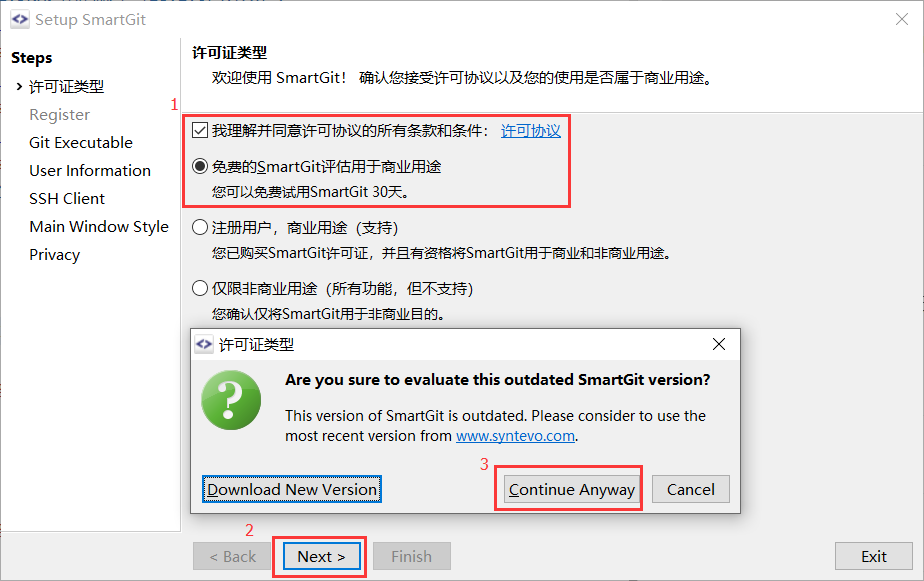 Setup SmartGit
Steps
许可证类型
Register
Git Executable
User Information
SSH Client
Main Window Style
Privacy
许可证类型
欢迎使用 SmartGit！ 确认您接受许可协议以及您的使用是否属于商业用途。
1
我理解并同意许可协议的所有条款和条件： 许可协议
免费的SmartGit评估用于商业用途
您可以免费试用SmartGit 30天。
注册用户，商业用途（支持）
您已购买SmartGit许可证，并且有资格将SmartGit用于商业和非商业用途。
仅限非商业用途（所有功能，但不支持）
您确认仅将SmartGit用于非商业目的。
许可证类型
Are you sure to evaluate this outdated SmartGit version?
This version of SmartGit is outdated. Please consider to use the
most recent version from www.syntevo.com.
3
Download New Version Continue Anyway Cancel
2
< Back Next > Finish Exit